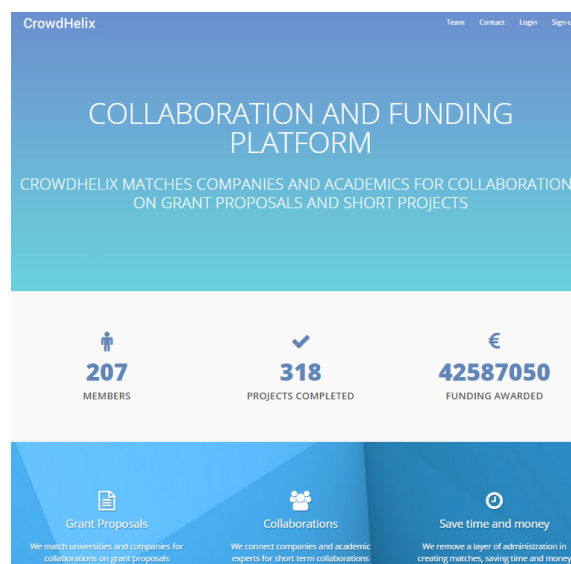 CrowdHelix
Team Contact Login Sign-u
COLLABORATION AND FUNDING
PLATFORM
CROWDHELIX MATCHES COMPANIES AND ACADEMICS FOR COLLABORATION
ON GRANT PROPOSALS AND SHORT PROJECTS
207
MEMBERS
318
PROJECTS COMPLETED
€
42587050
FUNDING AWARDED
Grant Proposals
We match universities and companies for
collaborations on grant proposals
Collaborations
We connect companies and academic
experts for short term collaborations
Save time and money
We remove a layer of administration in
creating matches, saving time and money